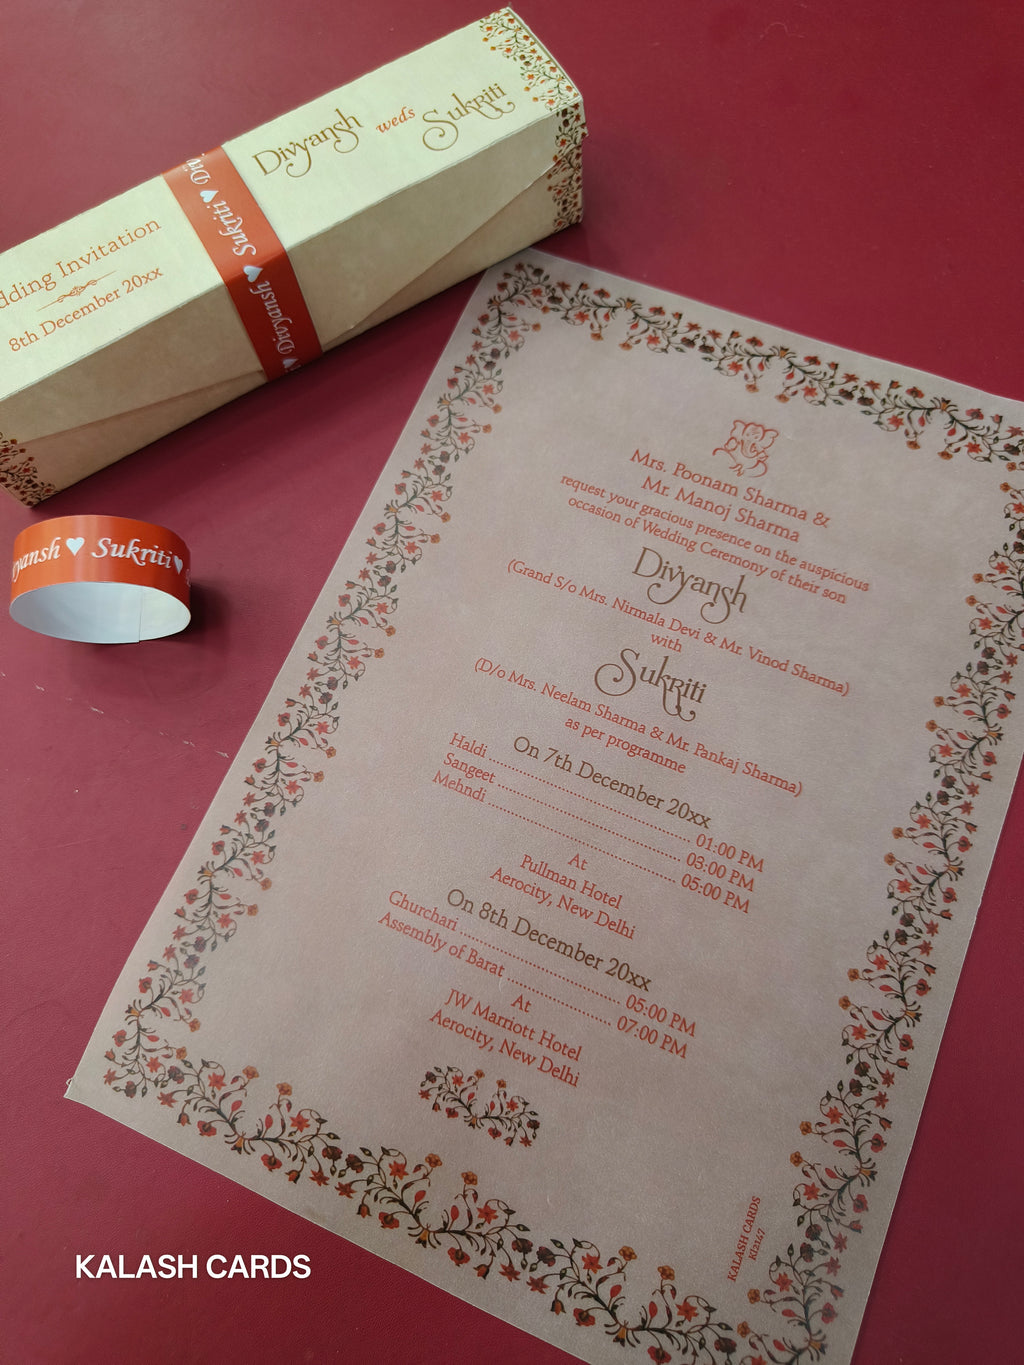 Divyansh weds Sukriti
Wedding Invitation
8th December 20xx
Sukriti ♥ Div
Divyansh ♥
yansh ♥ Sukriti ♥
Mrs. Poonam Sharma &
Mr. Manoj Sharma
request your gracious presence on the auspicious
occasion of Wedding Ceremony of their son
Divyansh
(Grand S/o Mrs. Nirmala Devi & Mr. Vinod Sharma)
with
Sukriti
(D/o Mrs. Neelam Sharma & Mr. Pankaj Sharma)
as per programme
On 7th December 20xx
Haldi .......... 01:00 PM
Sangeet .......... 03:00 PM
Mehndi .......... 05:00 PM
At
Pullman Hotel
Aerocity, New Delhi
On 8th December 20xx
Ghurchari .......... 05:00 PM
Assembly of Barat .......... 07:00 PM
At
JW Marriott Hotel
Aerocity, New Delhi
KALASH CARDS
KI2147
KALASH CARDS